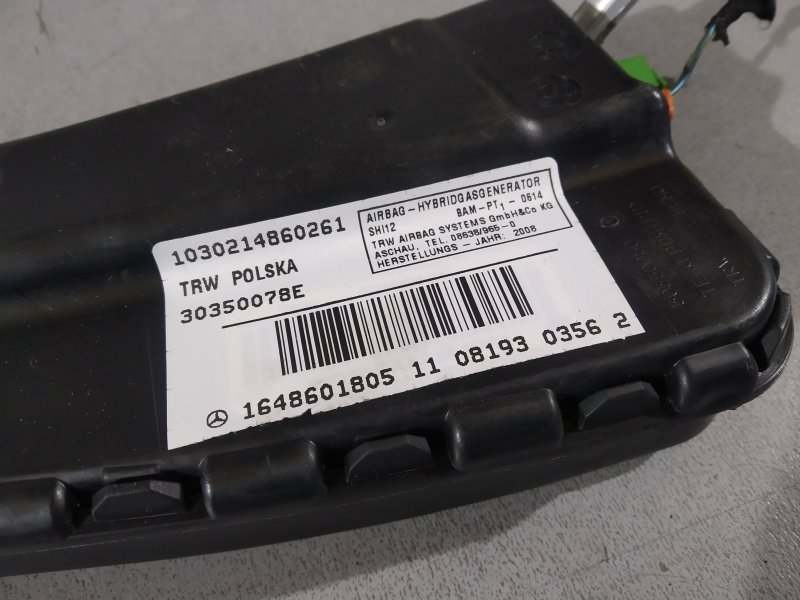 1030214860261
TRW POLSKA
30350078E
AIRBAG-HYBRIDGASGENERATOR
SHI12 BAM-PT1-0614
TRW AIRBAG SYSTEMS GmbH&Co KG
ASCHAU, TEL. 08638/965-0
HERSTELLUNGS - JAHR: 2008
1648601805 11 08193 0356 2